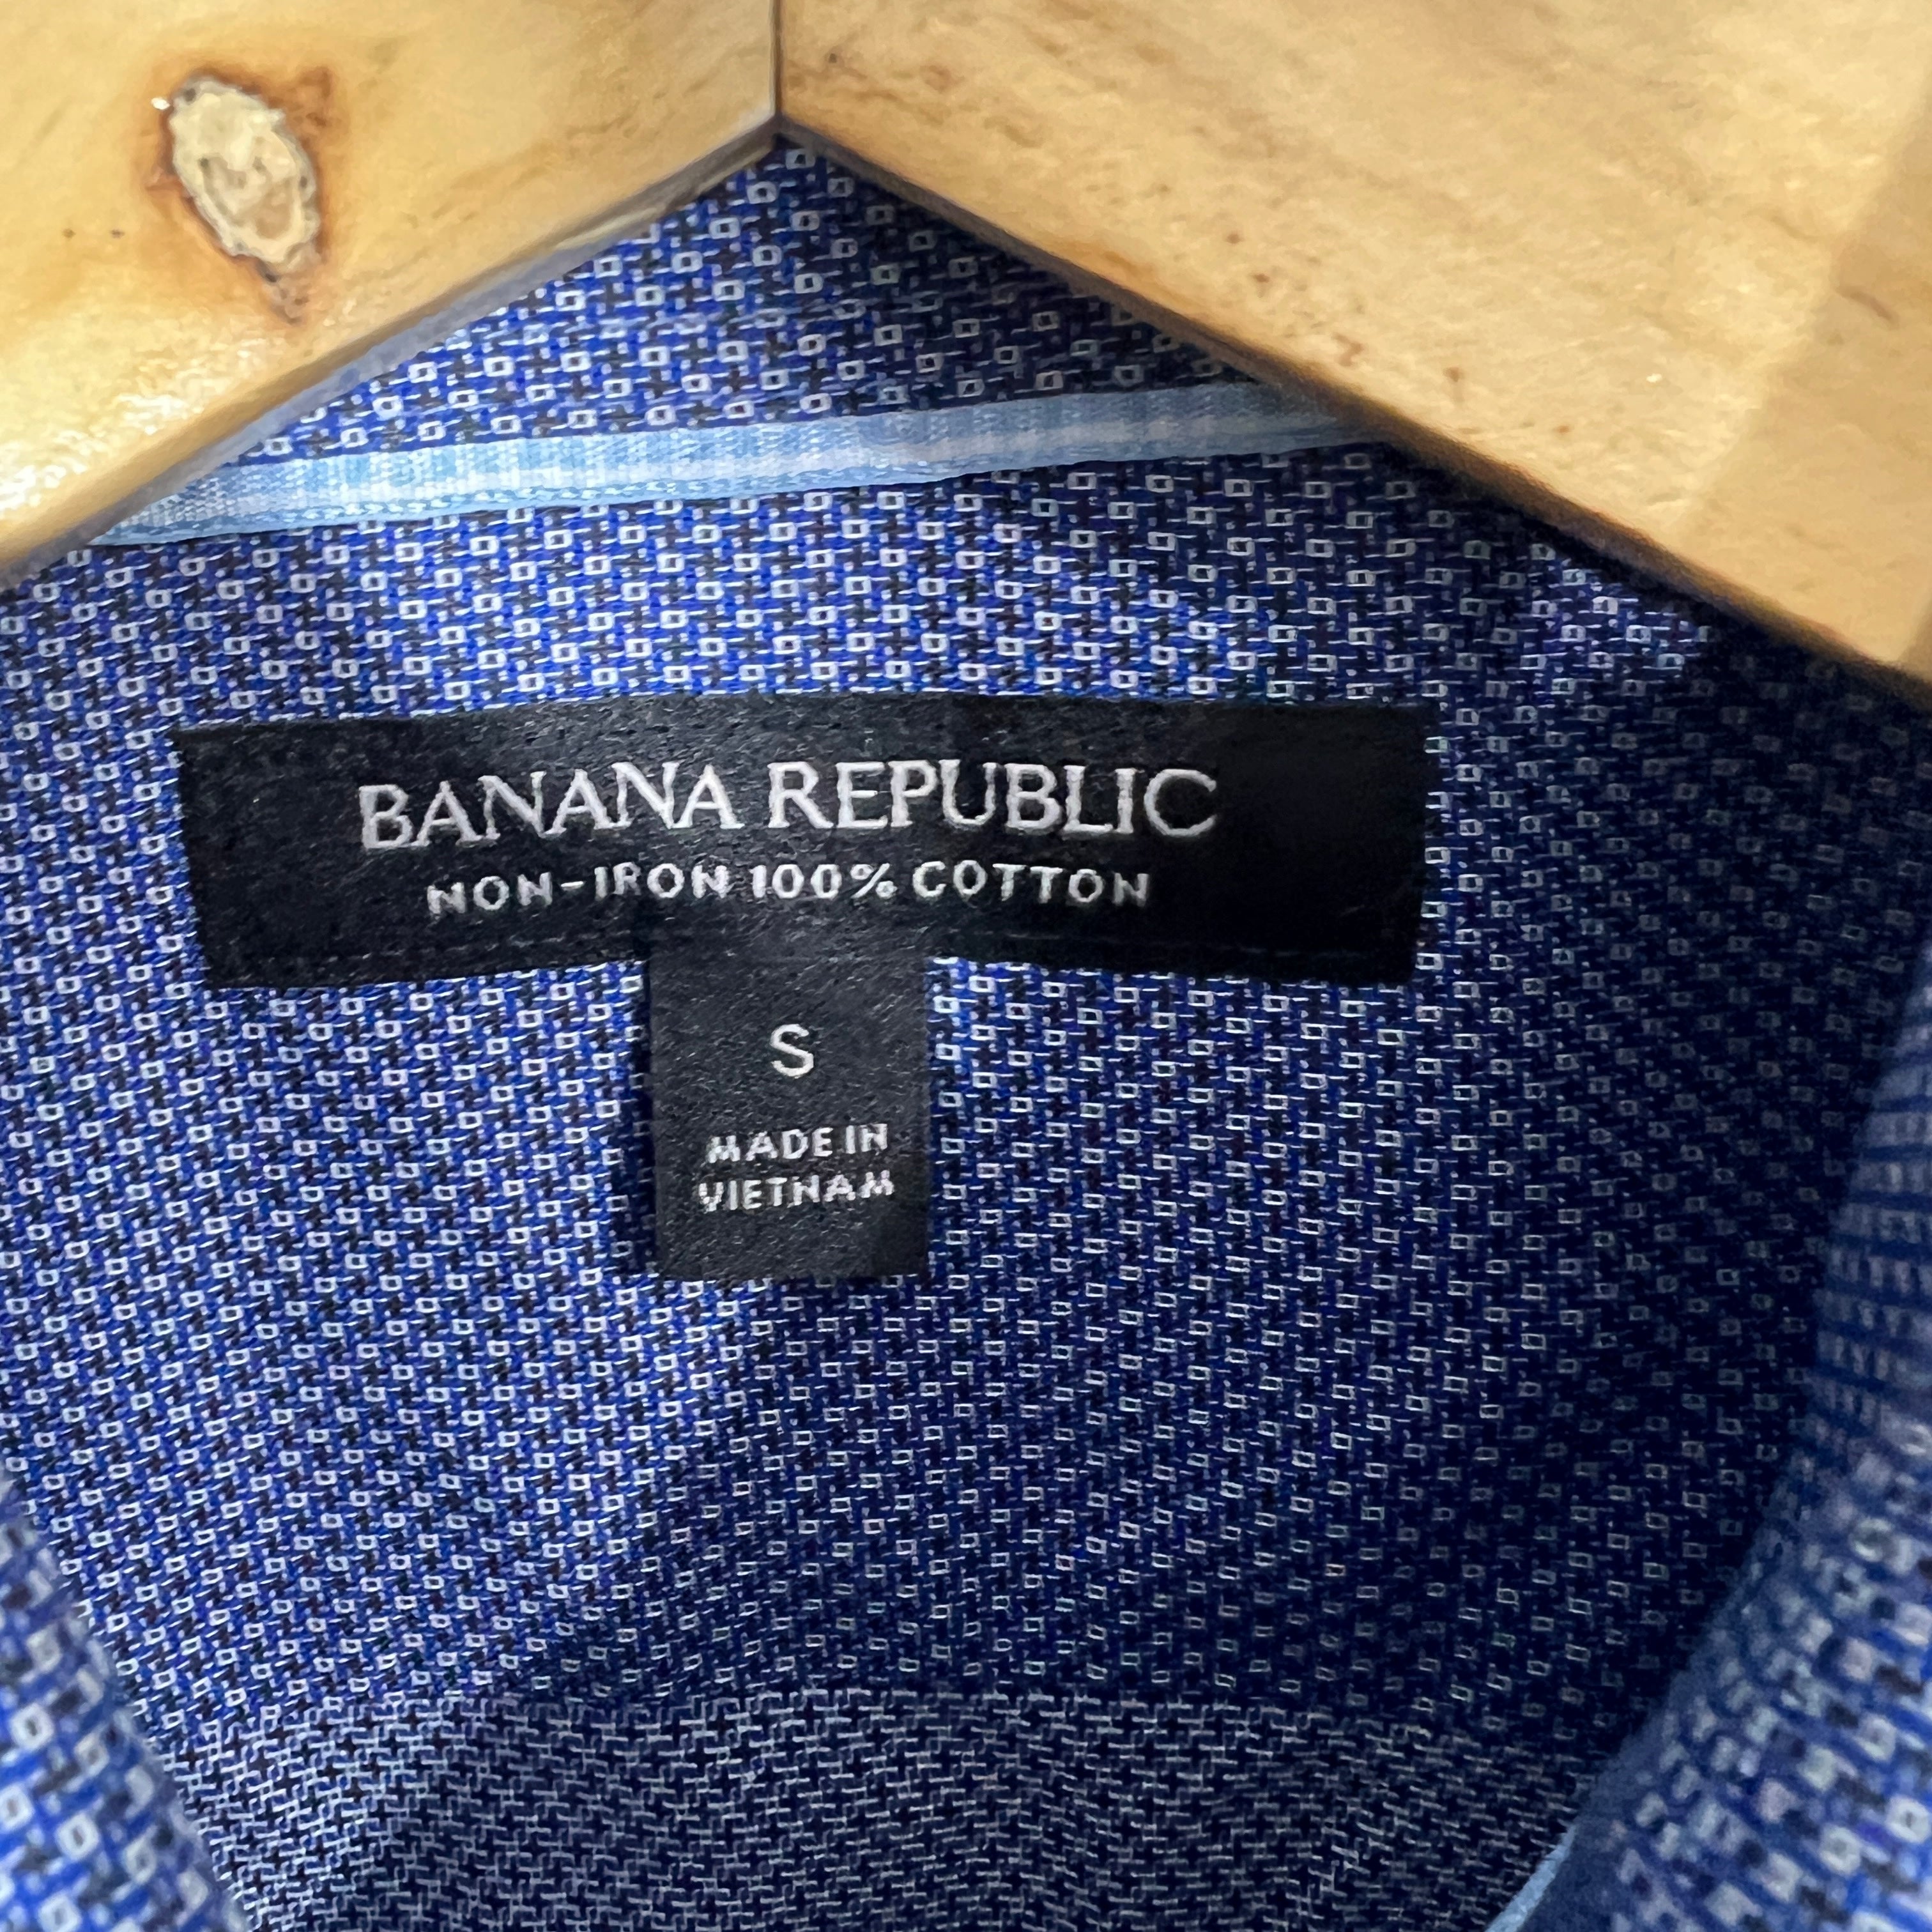 BANANA REPUBLIC
NON-IRON 100% COTTON
S
MADE IN
VIETNAM